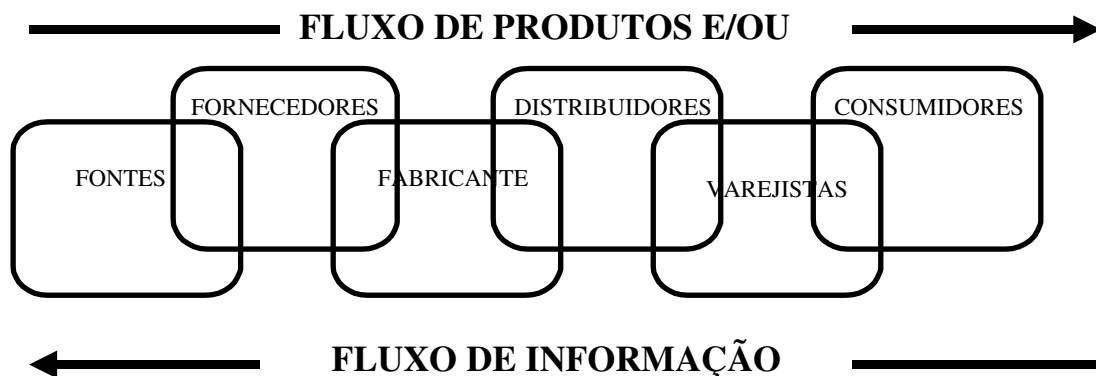 FLUXO DE PRODUTOS E/OU
FORNECEDORES
DISTRIBUIDORES
CONSUMIDORES
FONTES
FABRICANTE
VAREJISTAS
FLUXO DE INFORMAÇÃO